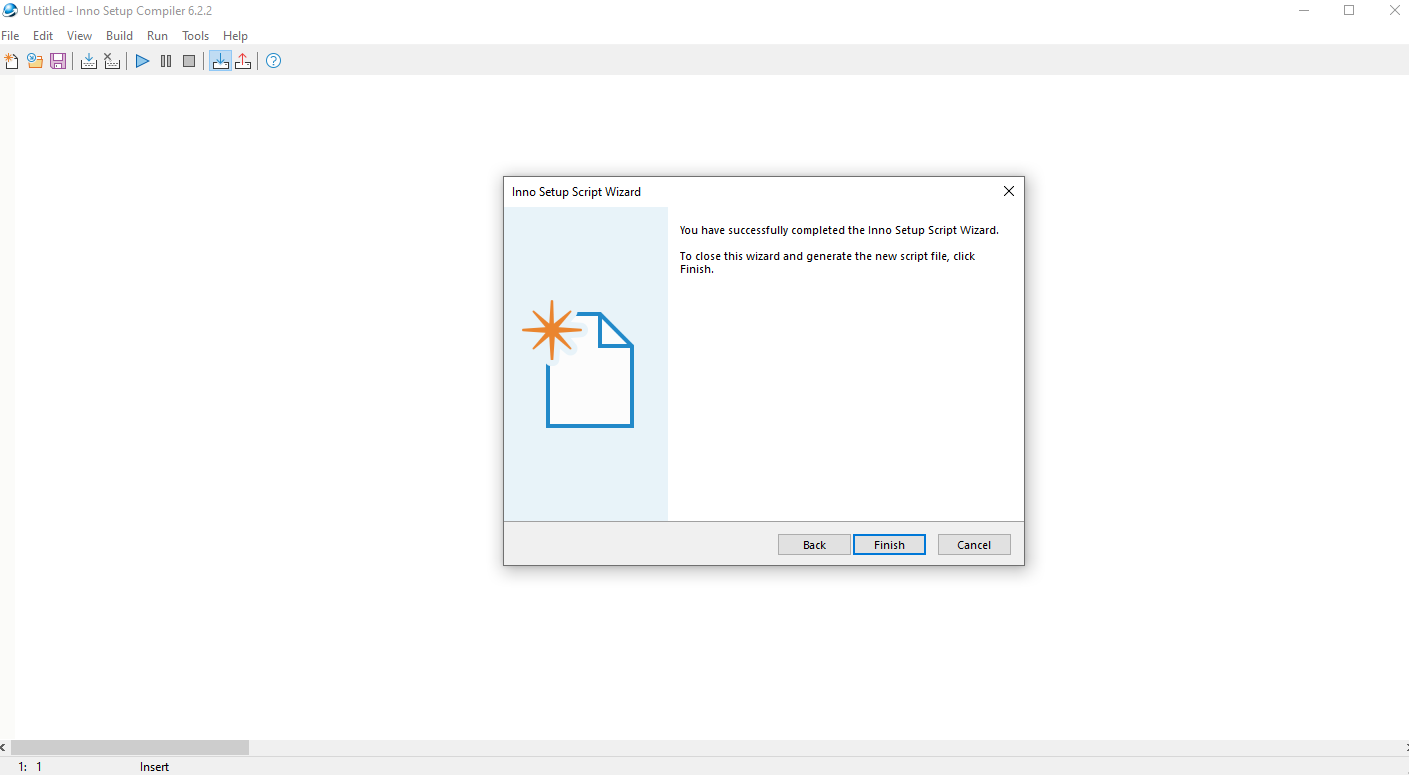 Untitled - Inno Setup Compiler 6.2.2
File Edit View Build Run Tools Help
Inno Setup Script Wizard
You have successfully completed the Inno Setup Script Wizard.
To close this wizard and generate the new script file, click
Finish.
Back Finish Cancel
1: 1 Insert